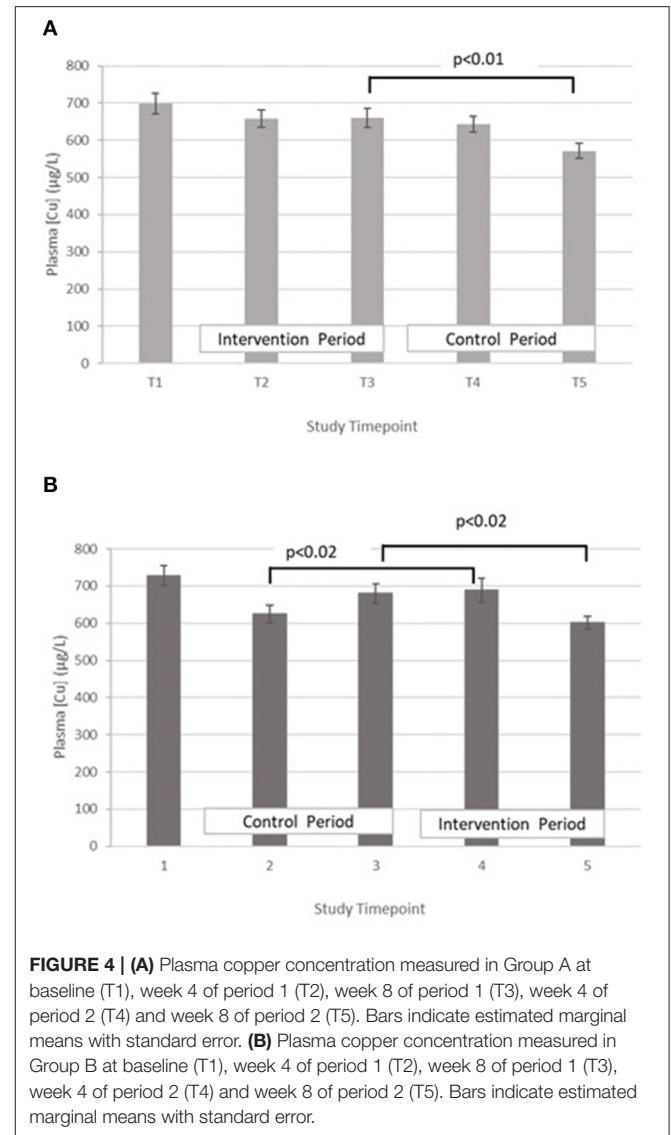 A
p<0.01
800
700
600
500
400
300
200
100
0
Plasma [Cu] (µg/L)
Intervention Period
Control Period
T1 T2 T3 T4 T5
Study Timepoint
B
p<0.02
p<0.02
800
700
600
500
400
300
200
100
0
Plasma [Cu] (µg/L)
Control Period
Intervention Period
1 2 3 4 5
Study Timepoint
FIGURE 4 | (A) Plasma copper concentration measured in Group A at
baseline (T1), week 4 of period 1 (T2), week 8 of period 1 (T3), week 4 of
period 2 (T4) and week 8 of period 2 (T5). Bars indicate estimated marginal
means with standard error. (B) Plasma copper concentration measured in
Group B at baseline (T1), week 4 of period 1 (T2), week 8 of period 1 (T3),
week 4 of period 2 (T4) and week 8 of period 2 (T5). Bars indicate estimated
marginal means with standard error.